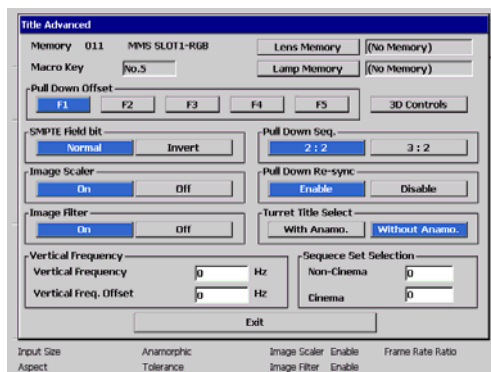 Title Advanced
Memory 011 MMS SLOT1-RGB Lens Memory (No Memory)
Macro Key No.5 Lamp Memory (No Memory)
Pull Down Offset
F1 F2 F3 F4 F5 3D Controls
SMPTE Field bit Pull Down Seq.
Normal Invert 2 : 2 3 : 2
Image Scaler Pull Down Re-sync
On Off Enable Disable
Image Filter Turret Title Select
On Off With Anamo. Without Anamo.
Vertical Frequency Sequece Set Selection
Vertical Frequency 0 Hz Non-Cinema 0
Vertical Freq. Offset 0 Hz Cinema 0
Exit
Input Size Anamorphic Image Scaler Enable Frame Rate Ratio
Aspect Tolerance Image Filter Enable